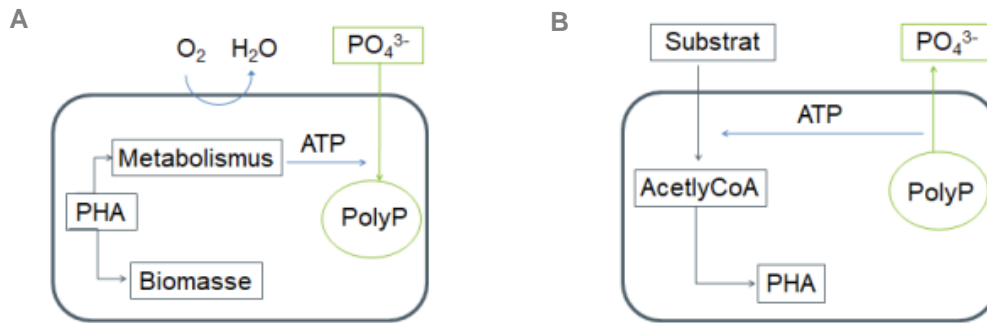 A
O₂ H₂O
PO₄³⁻
Metabolismus
ATP
PHA
PolyP
Biomasse
B
Substrat
PO₄³⁻
ATP
AcetlyCoA
PolyP
PHA